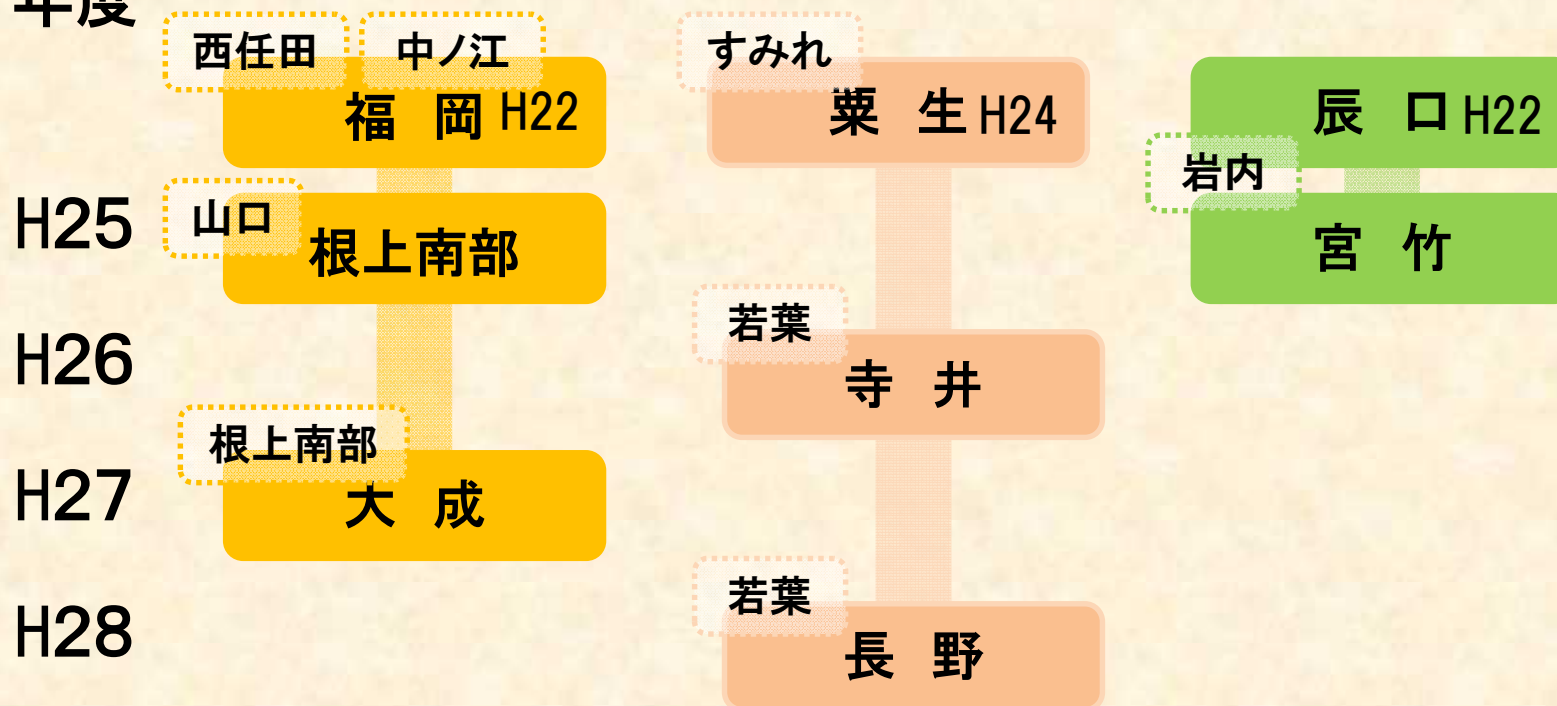 年度
西任田
中ノ江
福 岡 H22
すみれ
粟 生 H24
辰 口 H22
岩内
H25
山口
根上南部
宮 竹
H26
若葉
寺 井
H27
根上南部
大 成
H28
若葉
長 野